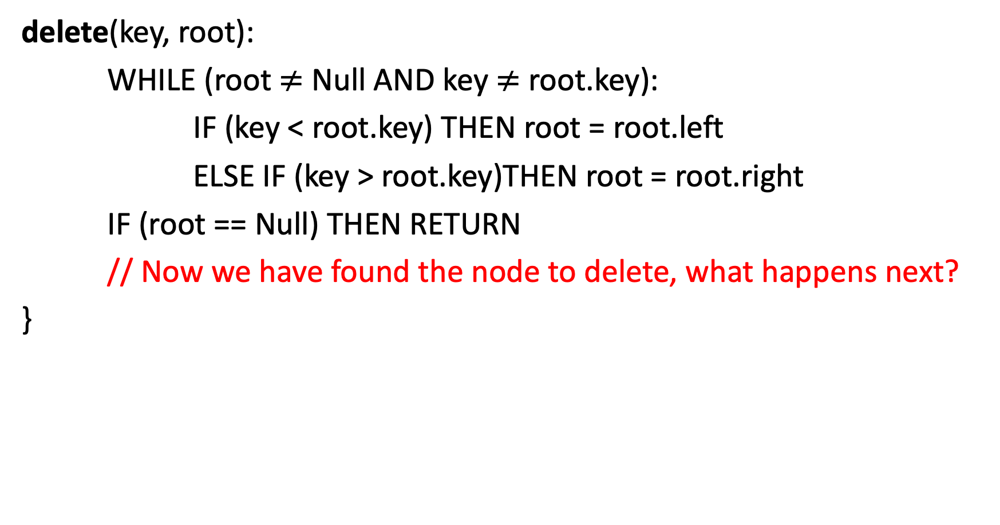 delete(key, root):
WHILE (root ≠ Null AND key ≠ root.key):
IF (key < root.key) THEN root = root.left
ELSE IF (key > root.key)THEN root = root.right
IF (root == Null) THEN RETURN
// Now we have found the node to delete, what happens next?
}